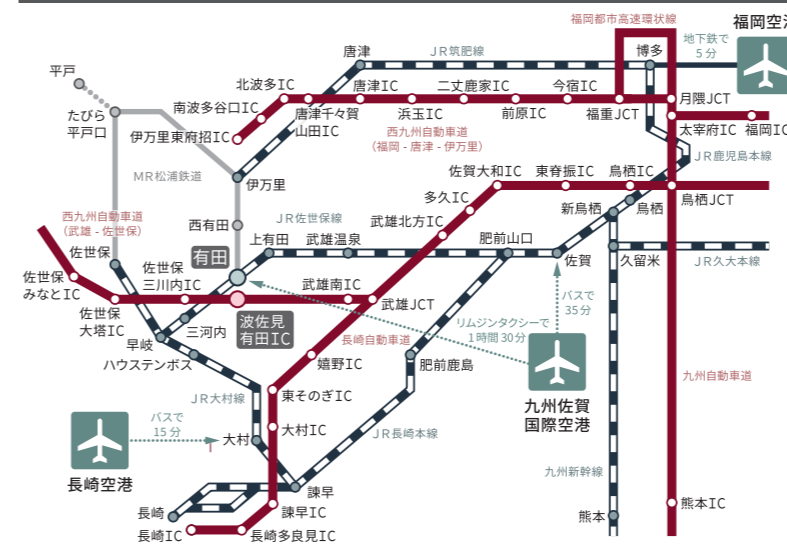 福岡都市高速環状線
福岡空港
地下鉄で
5分
唐津
JR筑肥線
博多
平戸
北波多IC
唐津IC
二丈鹿家IC
今宿IC
月隈JCT
南波多谷口IC
唐津千々賀
山田IC
浜玉IC
前原IC
福重JCT
たびら
平戸口
伊万里東府招IC
西九州自動車道
（福岡 - 唐津 - 伊万里）
太宰府IC
福岡IC
JR鹿児島本線
MR松浦鉄道
伊万里
佐賀大和IC
東脊振IC
鳥栖IC
多久IC
鳥栖JCT
新鳥栖
鳥栖
西九州自動車道
（武雄 - 佐世保）
西有田
JR佐世保線
武雄北方IC
佐世保
有田
上有田
武雄温泉
肥前山口
佐賀
久留米
JR久大本線
佐世保
みなとIC
佐世保
三川内IC
武雄南IC
武雄JCT
バスで
35分
佐世保
大塔IC
三河内
波佐見
有田IC
長崎自動車道
リムジンタクシーで
1時間30分
早岐
ハウステンボス
嬉野IC
肥前鹿島
九州自動車道
JR大村線
東そのぎIC
九州佐賀
国際空港
バスで
15分
大村
大村IC
JR長崎本線
長崎空港
九州新幹線
諫早
長崎
諫早IC
熊本
熊本IC
長崎IC
長崎多良見IC